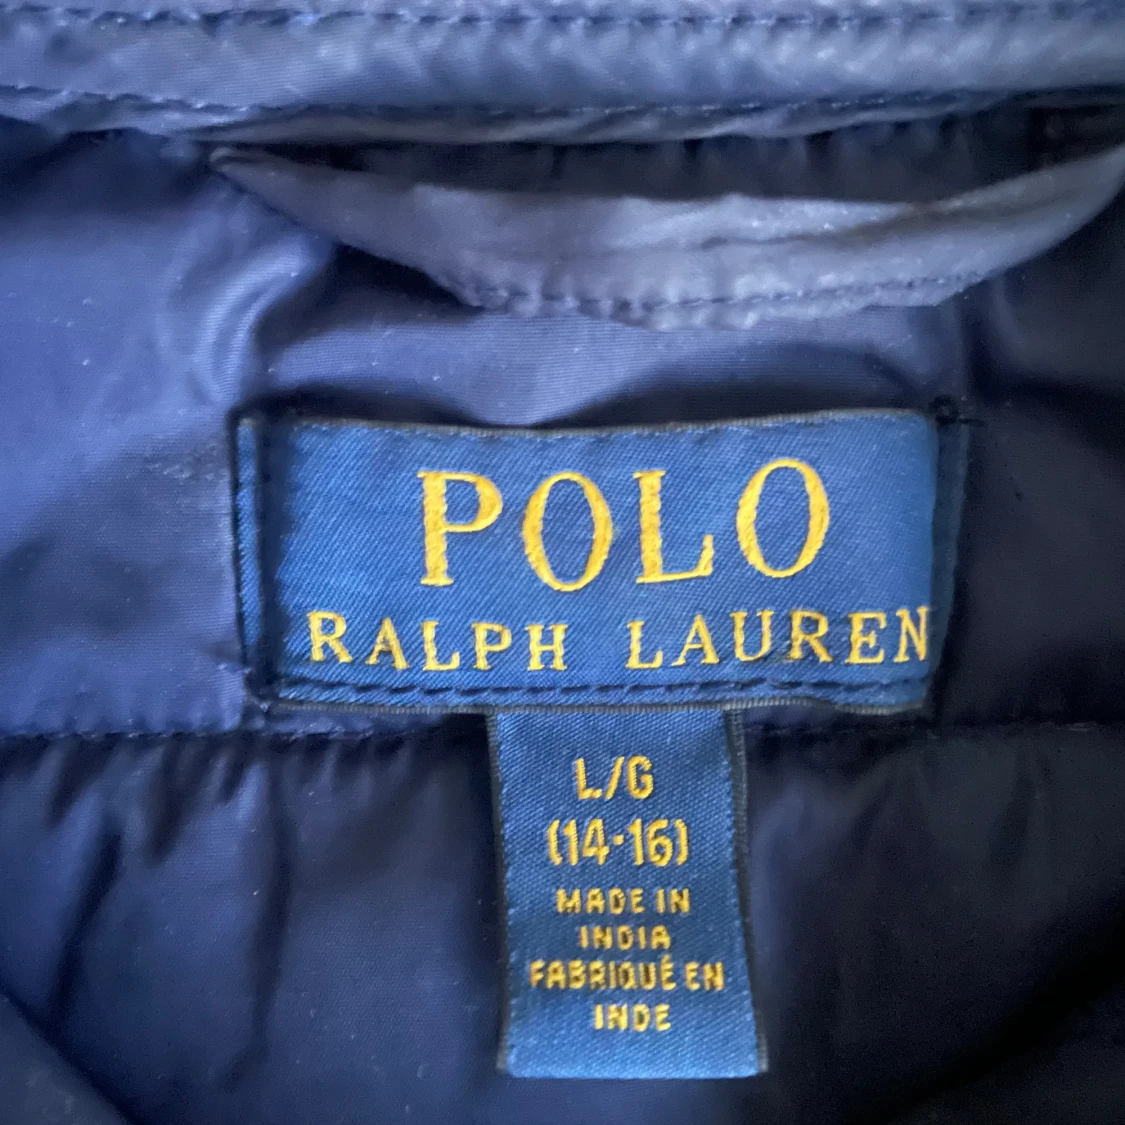 POLO
RALPH LAUREN
L/G
(14-16)
MADE IN
INDIA
FABRIQUÉ EN
INDE